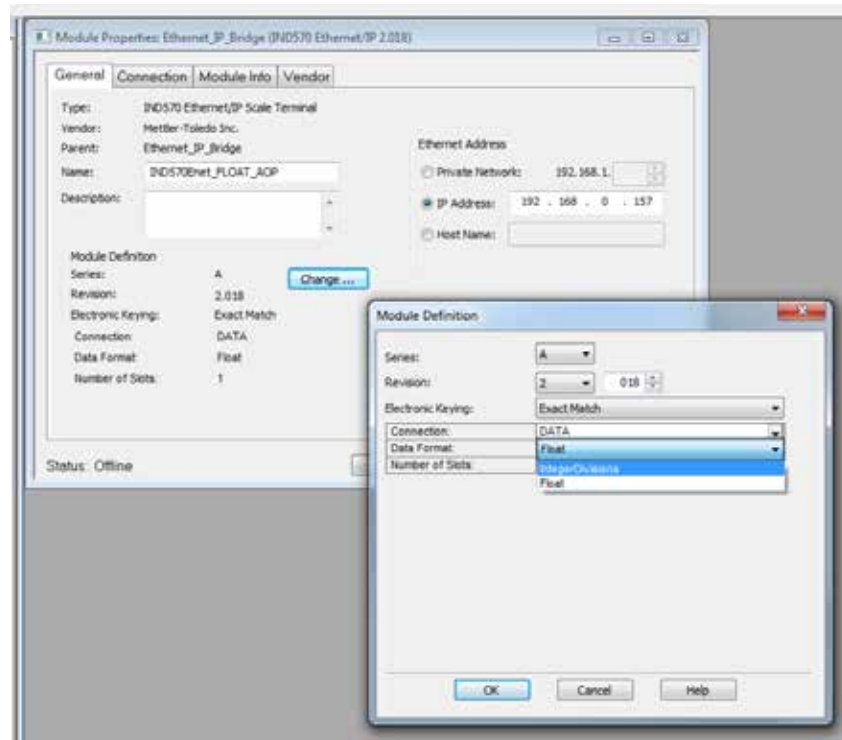 Module Properties: Ethernet_IP_Bridge (IND570 Ethernet/IP 2.018)
General Connection Module Info Vendor
Type: IND570 Ethernet/IP Scale Terminal
Vendor: Mettler-Toledo Inc.
Parent: Ethernet_IP_Bridge
Name: IND570Enet_FLOAT_AOP
Description:
Ethernet Address
Private Network: 192.168.1.
IP Address: 192 . 168 . 0 . 157
Host Name:
Module Definition
Series: A
Change ...
Revision: 2.018
Electronic Keying: Exact Match
Connection: DATA
Data Format: Float
Number of Slots: 1
Status: Offline
Module Definition
Series: A
Revision: 2 018
Electronic Keying: Exact Match
Connection: DATA
Data Format: Float
Number of Slots:
IntegerDivisions
Float
OK Cancel Help